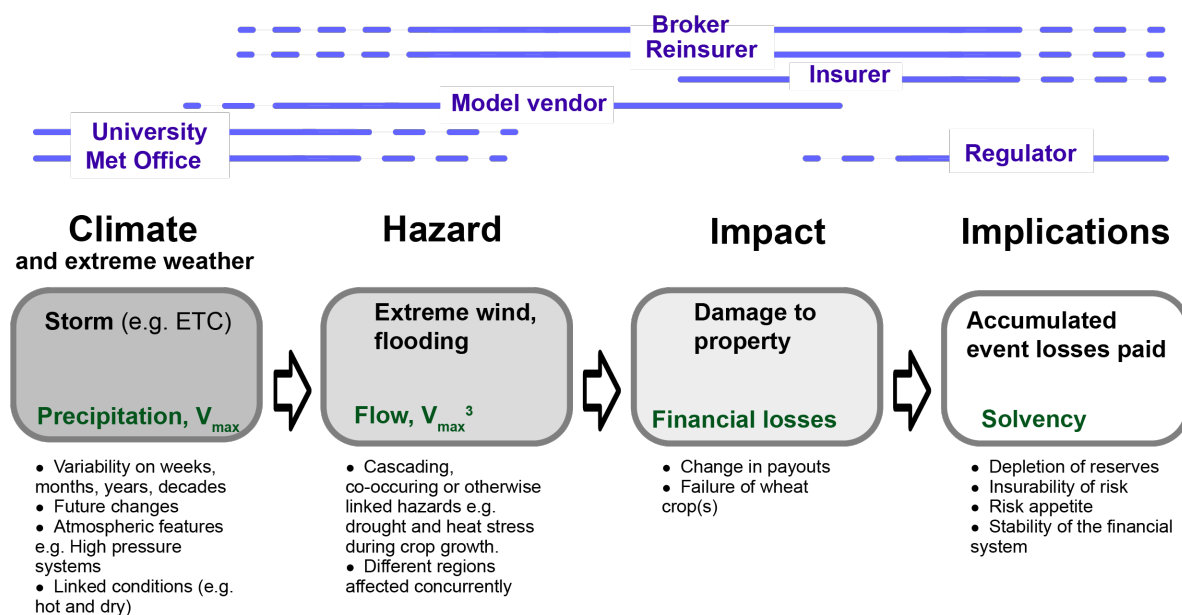 Broker
Reinsurer
Insurer
Model vendor
University
Met Office
Regulator
Climate
and extreme weather
Hazard
Impact
Implications
Storm (e.g. ETC)
Precipitation, Vmax
Extreme wind,
flooding
Flow, Vmax³
Damage to
property
Financial losses
Accumulated
event losses paid
Solvency
● Variability on weeks,
months, years, decades
● Future changes
● Atmospheric features
e.g. High pressure
systems
● Linked conditions (e.g.
hot and dry)
● Cascading,
co-occuring or otherwise
linked hazards e.g.
drought and heat stress
during crop growth.
● Different regions
affected concurrently
● Change in payouts
● Failure of wheat
crop(s)
● Depletion of reserves
● Insurability of risk
● Risk appetite
● Stability of the financial
system